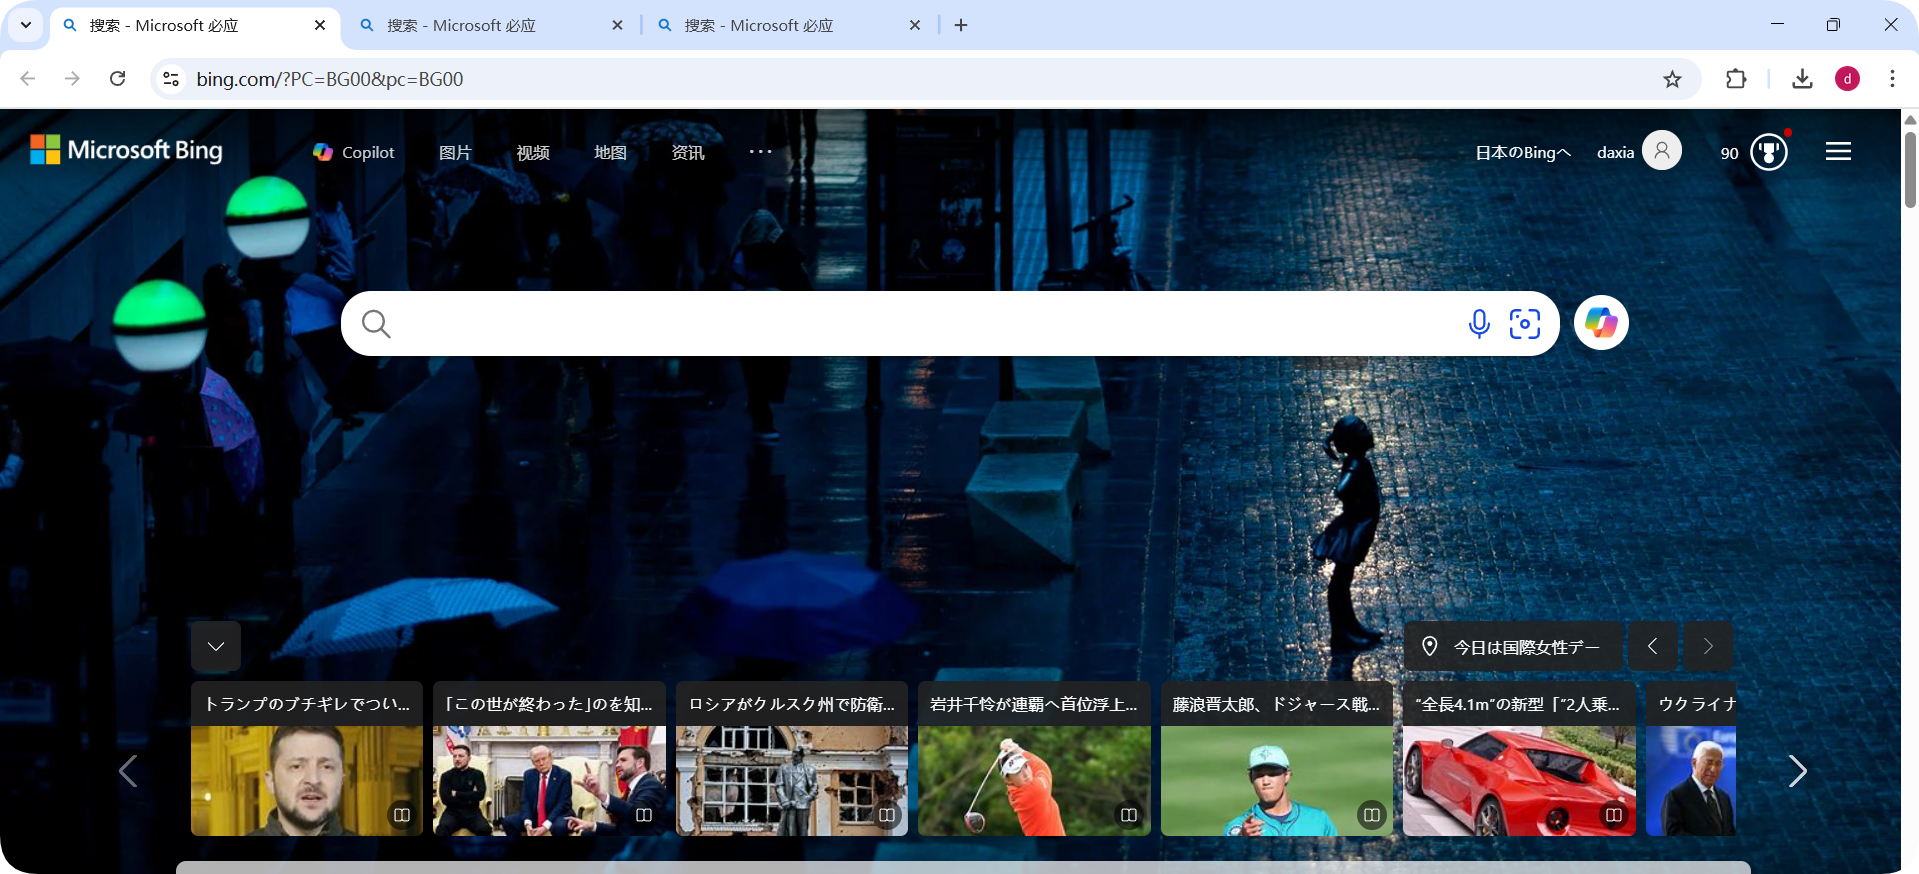 搜索 - Microsoft 必应
搜索 - Microsoft 必应
搜索 - Microsoft 必应
bing.com/?PC=BG00&pc=BG00
d
Microsoft Bing
Copilot
图片
视频
地图
资讯
日本のBingへ
daxia
90
今日は国際女性デー
トランプのブチギレでつい...
「この世が終わった」のを知...
ロシアがクルスク州で防衛...
岩井千怜が連覇へ首位浮上...
藤浪晋太郎、ドジャース戦...
”全長4.1m”の新型「”2人乗...
ウクライナ